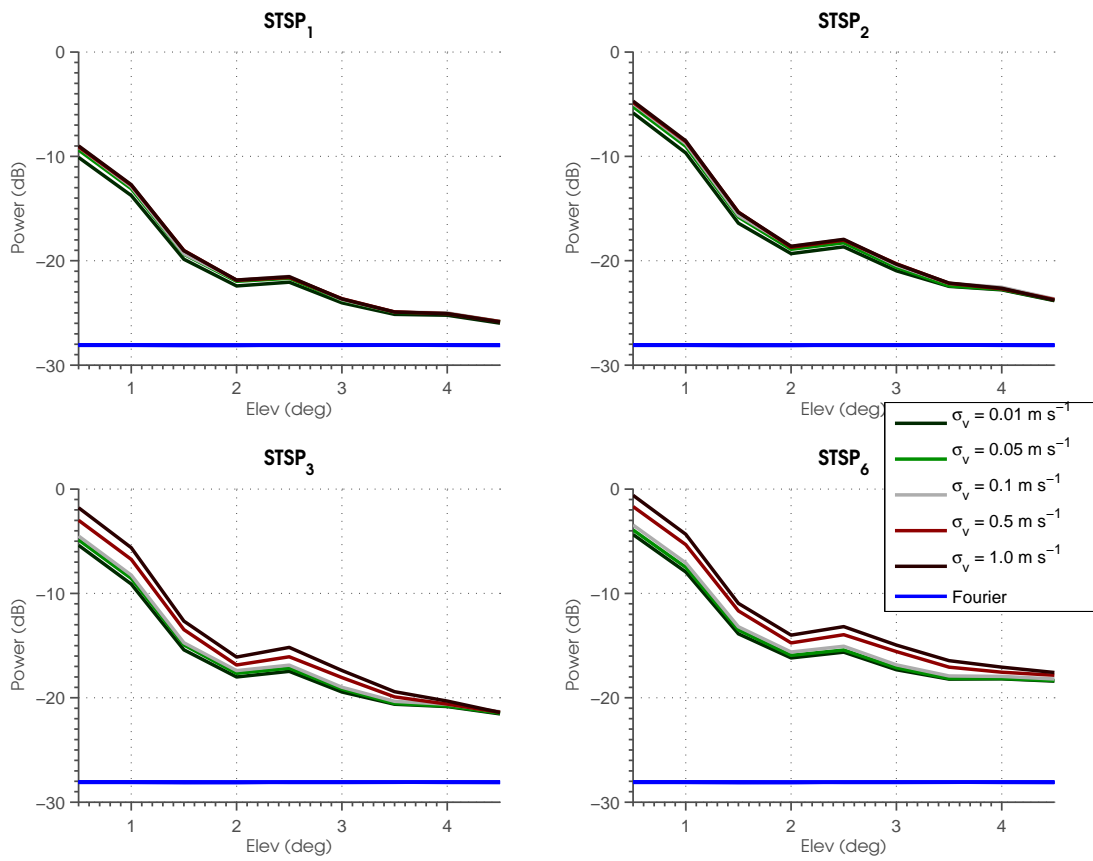 STSP1
0
−10
−20
−30
Power (dB)
1 2 3 4
Elev (deg)
STSP2
0
−10
−20
−30
Power (dB)
1 2 3 4
Elev (deg)
STSP3
0
−10
−20
−30
Power (dB)
1 2 3 4
Elev (deg)
STSP6
0
−10
−20
−30
Power (dB)
1 2 3 4
Elev (deg)
σv = 0.01 m s−1
σv = 0.05 m s−1
σv = 0.1 m s−1
σv = 0.5 m s−1
σv = 1.0 m s−1
Fourier